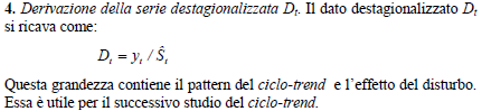 4. Derivazione della serie destagionalizzata Dt. Il dato destagionalizzato Dt
si ricava come:
Dt = yt / Ŝt
Questa grandezza contiene il pattern del ciclo-trend e l'effetto del disturbo.
Essa è utile per il successivo studio del ciclo-trend.